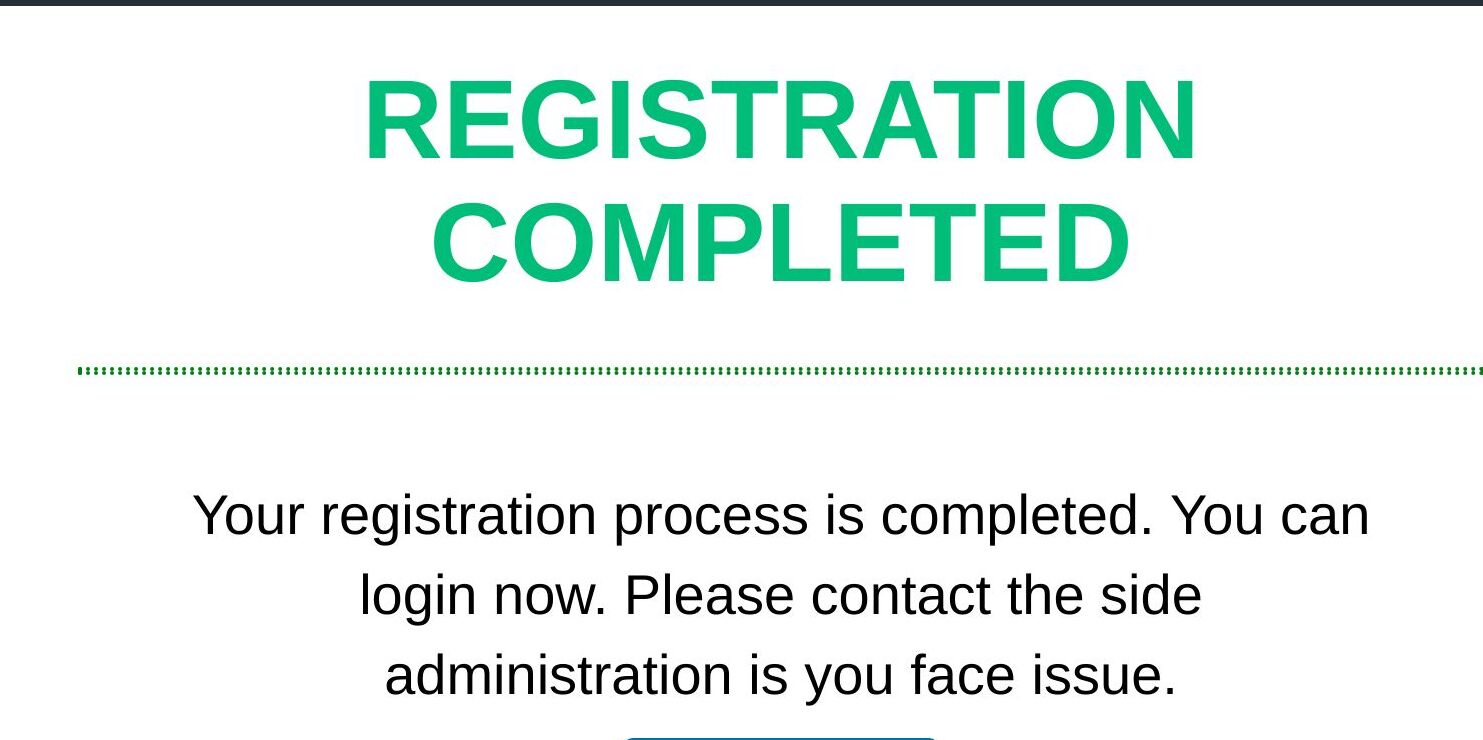 REGISTRATION
COMPLETED
Your registration process is completed. You can
login now. Please contact the side
administration is you face issue.